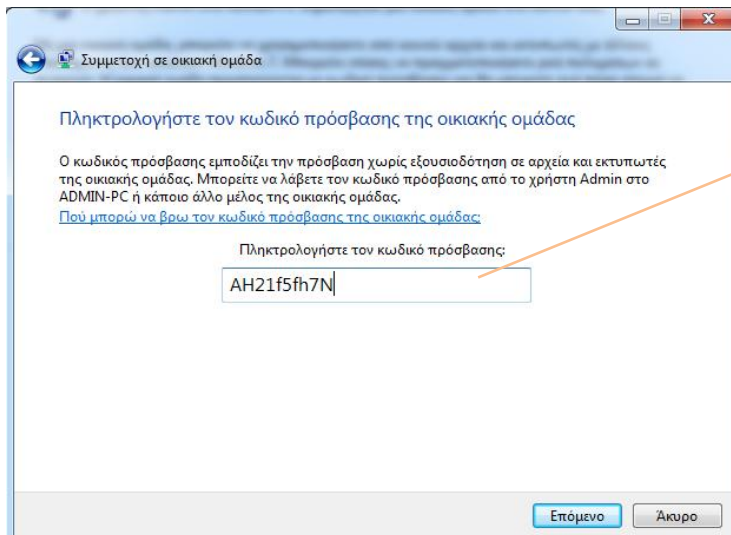 Συμμετοχή σε οικιακή ομάδα
Πληκτρολογήστε τον κωδικό πρόσβασης της οικιακής ομάδας
Ο κωδικός πρόσβασης εμποδίζει την πρόσβαση χωρίς εξουσιοδότηση σε αρχεία και εκτυπωτές
της οικιακής ομάδας. Μπορείτε να λάβετε τον κωδικό πρόσβασης από το χρήστη Admin στο
ADMIN-PC ή κάποιο άλλο μέλος της οικιακής ομάδας.
Πού μπορώ να βρω τον κωδικό πρόσβασης της οικιακής ομάδας;
Πληκτρολογήστε τον κωδικό πρόσβασης:
AH21f5fh7N
Επόμενο Άκυρο